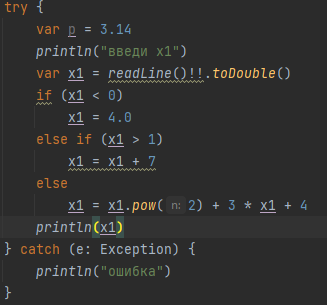 try {
    var p = 3.14
    println("введи x1")
    var x1 = readLine()!!.toDouble()
    if (x1 < 0)
        x1 = 4.0
    else if (x1 > 1)
        x1 = x1 + 7
    else
        x1 = x1.pow( n: 2) + 3 * x1 + 4
    println(x1)
} catch (e: Exception) {
    println("ошибка")
}